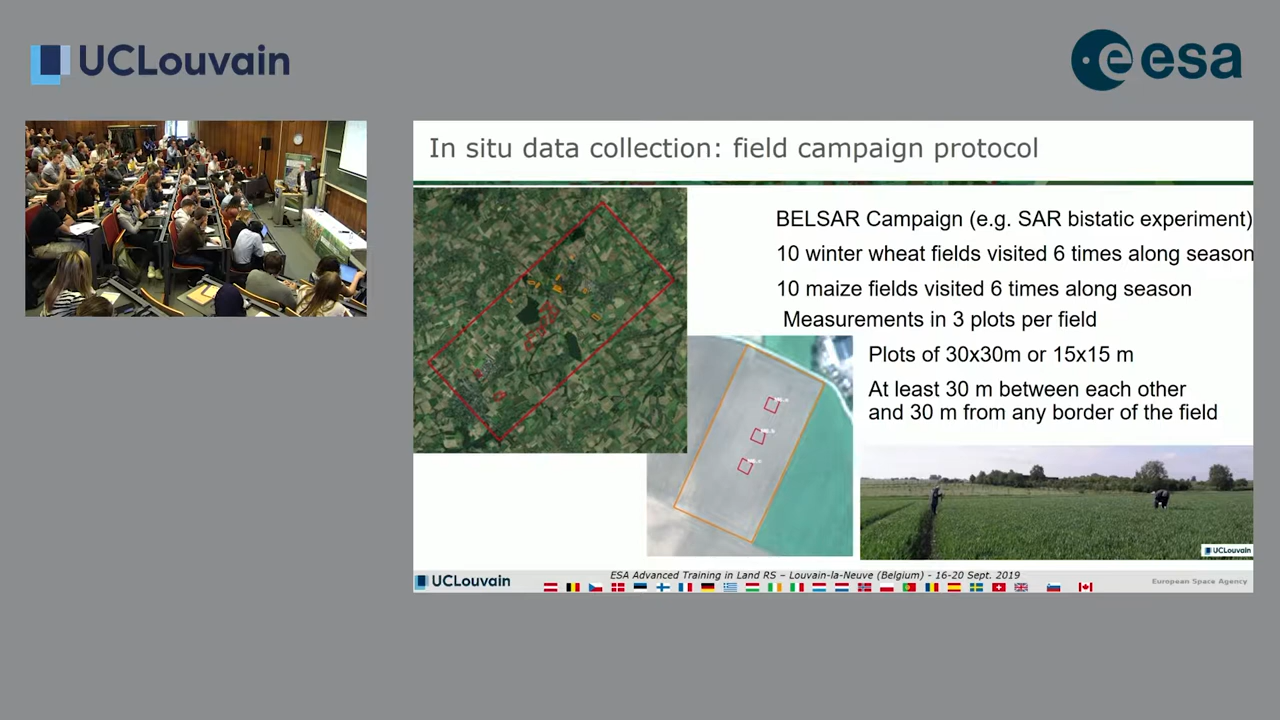 UCLouvain
esa
In situ data collection: field campaign protocol
BELSAR Campaign (e.g. SAR bistatic experiment)
10 winter wheat fields visited 6 times along season
10 maize fields visited 6 times along season
Measurements in 3 plots per field
Plots of 30x30m or 15x15 m
At least 30 m between each other
and 30 m from any border of the field
UCLouvain
UCLouvain
ESA Advanced Training in Land RS – Louvain-la-Neuve (Belgium) - 16-20 Sept. 2019
European Space Agency